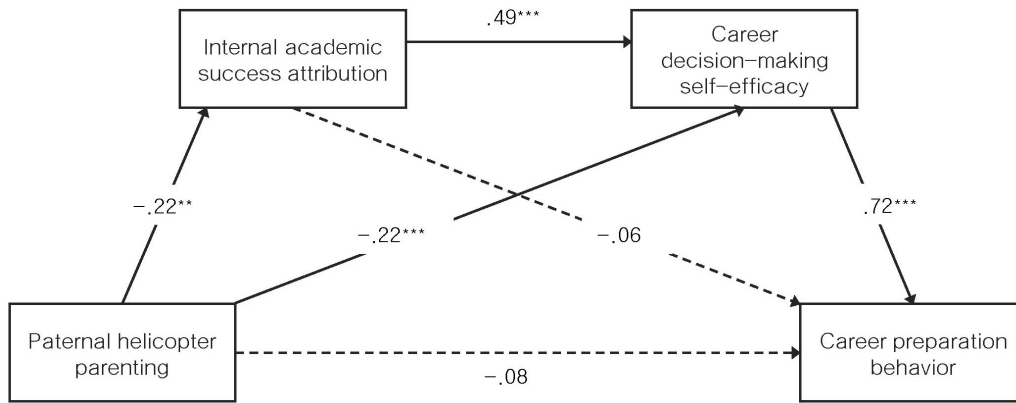 .49***
Internal academic
success attribution
Career
decision–making
self–efficacy
–.22**
–.22***
–.06
.72***
Paternal helicopter
parenting
–.08
Career preparation
behavior